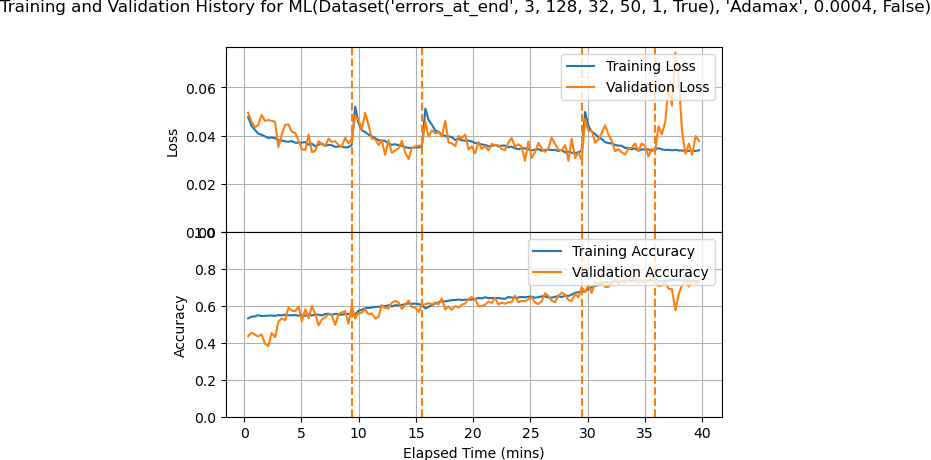 Training and Validation History for ML(Dataset('errors_at_end', 3, 128, 32, 50, 1, True), 'Adamax', 0.0004, False)
Training Loss
Validation Loss
Loss
0.06
0.04
0.02
0.00
1.0
Training Accuracy
Validation Accuracy
Accuracy
0.8
0.6
0.4
0.2
0.0
0 5 10 15 20 25 30 35 40
Elapsed Time (mins)